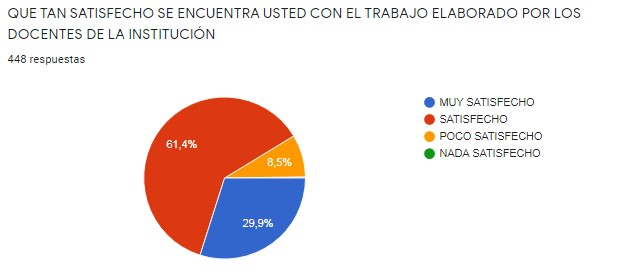 QUE TAN SATISFECHO SE ENCUENTRA USTED CON EL TRABAJO ELABORADO POR LOS
DOCENTES DE LA INSTITUCIÓN
448 respuestas
MUY SATISFECHO
SATISFECHO
POCO SATISFECHO
NADA SATISFECHO
61,4%
8,5%
29,9%